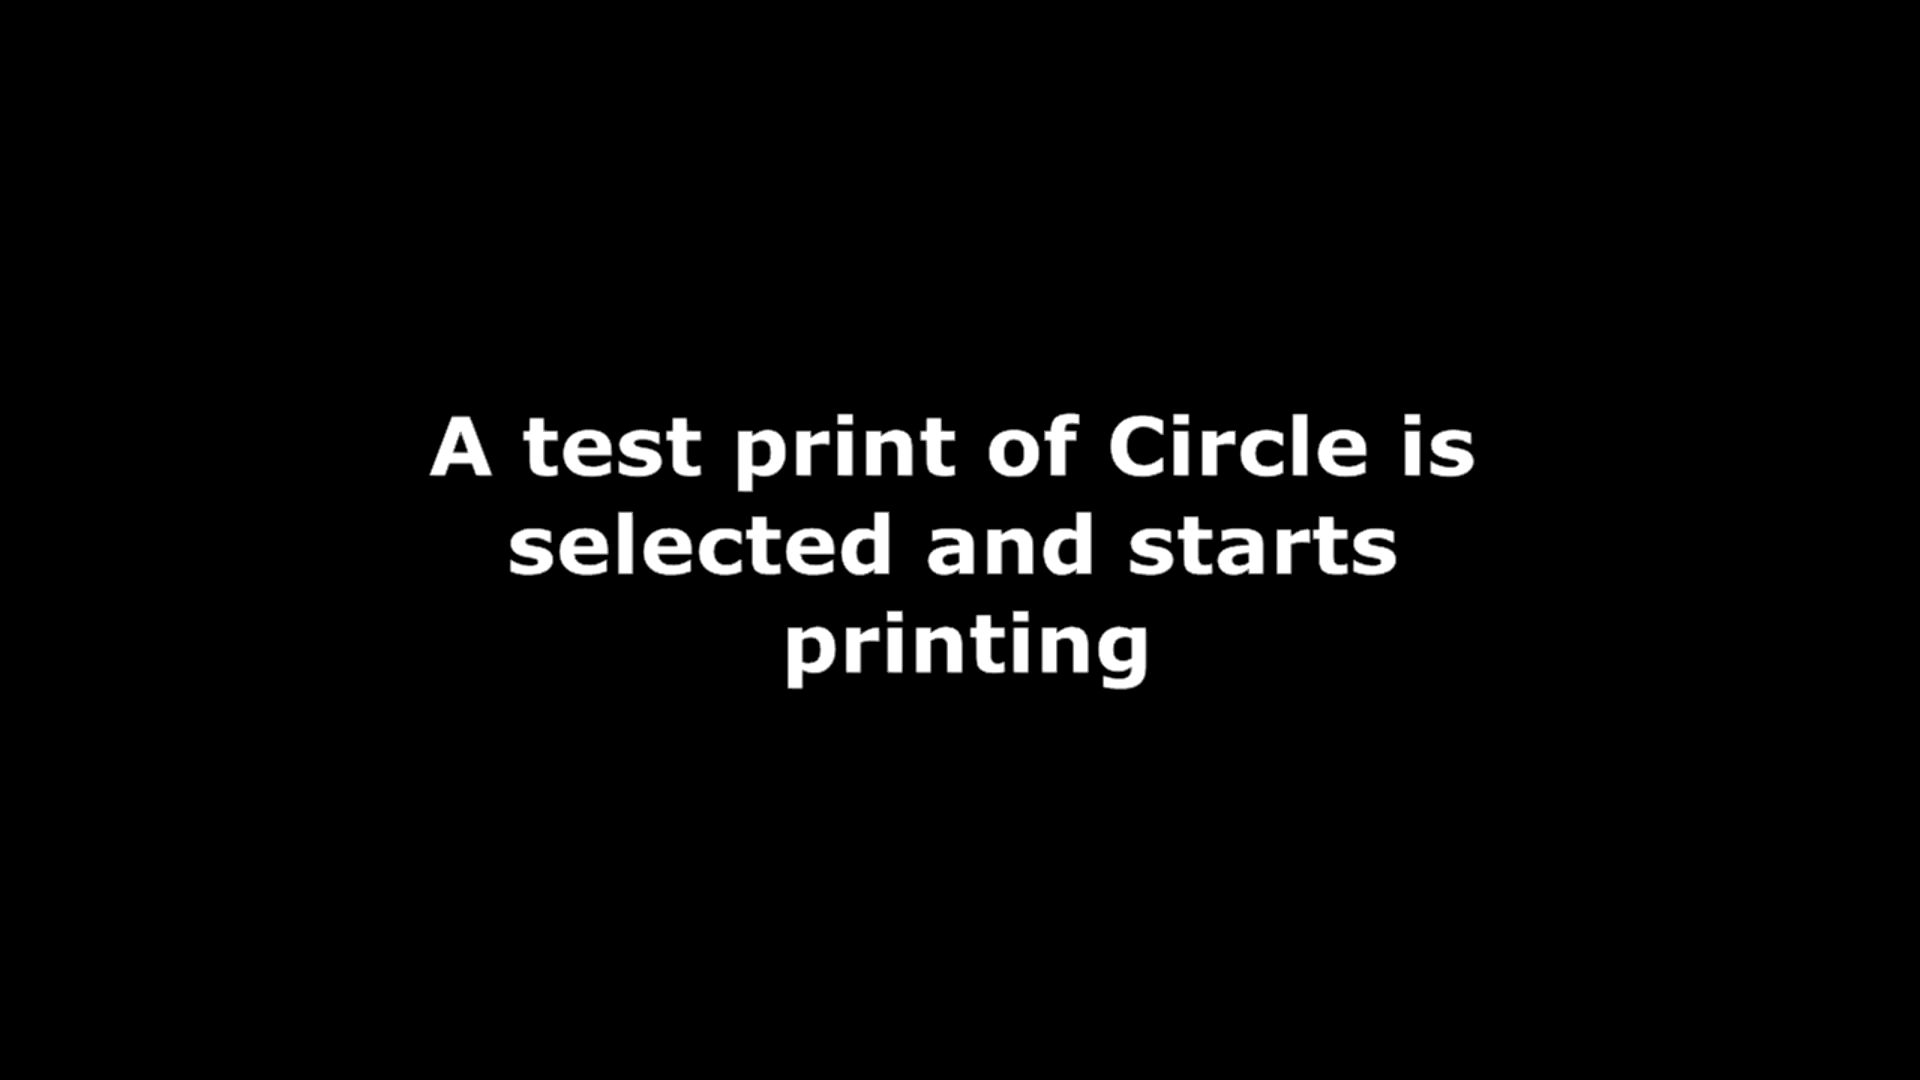 A test print of Circle is
selected and starts
printing